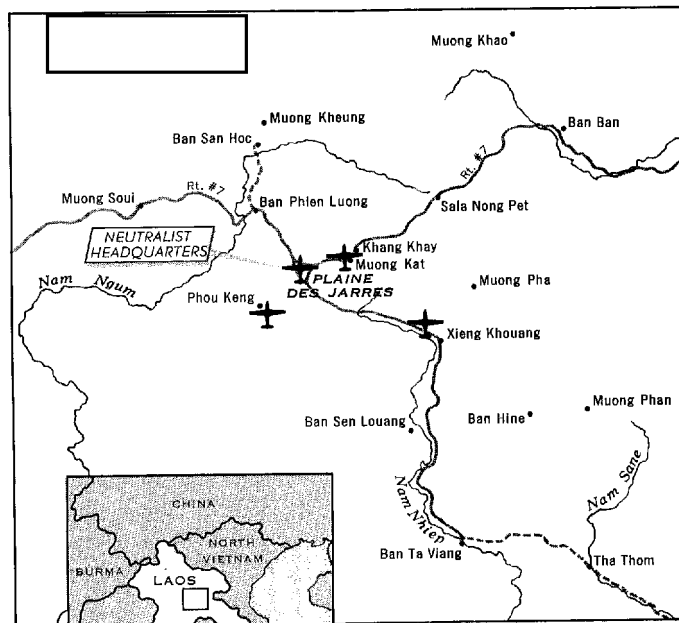 Muong Khao
Ban Ban
Muong Kheung
Ban San Hoc
Rt. #7
Muong Soui
Rt. #7
Ban Phien Luong
Sala Nong Pet
NEUTRALIST
HEADQUARTERS
Khang Khay
Muong Kat
PLAINE
DES JARRES
Nam Ngum
Phou Keng
Muong Pha
Xieng Khouang
Ban Sen Louang
Ban Hine
Muong Phan
Nam Sane
Nam Nhiep
Ban Ta Viang
Tha Thom
CHINA
NORTH
VIETNAM
BURMA
LAOS